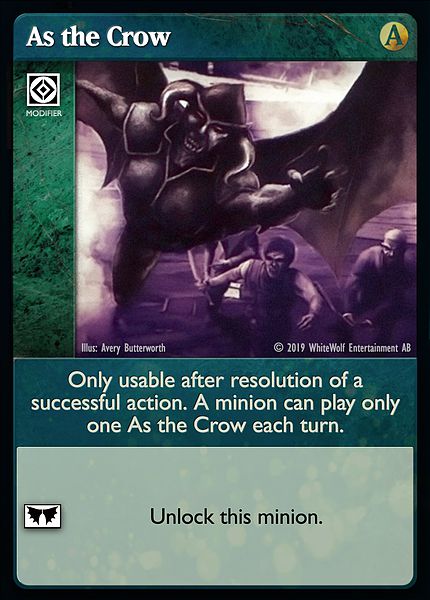 As the Crow
A
MODIFIER
Illus: Avery Butterworth
© 2019 WhiteWolf Entertainment AB
Only usable after resolution of a
successful action. A minion can play only
one As the Crow each turn.
Unlock this minion.